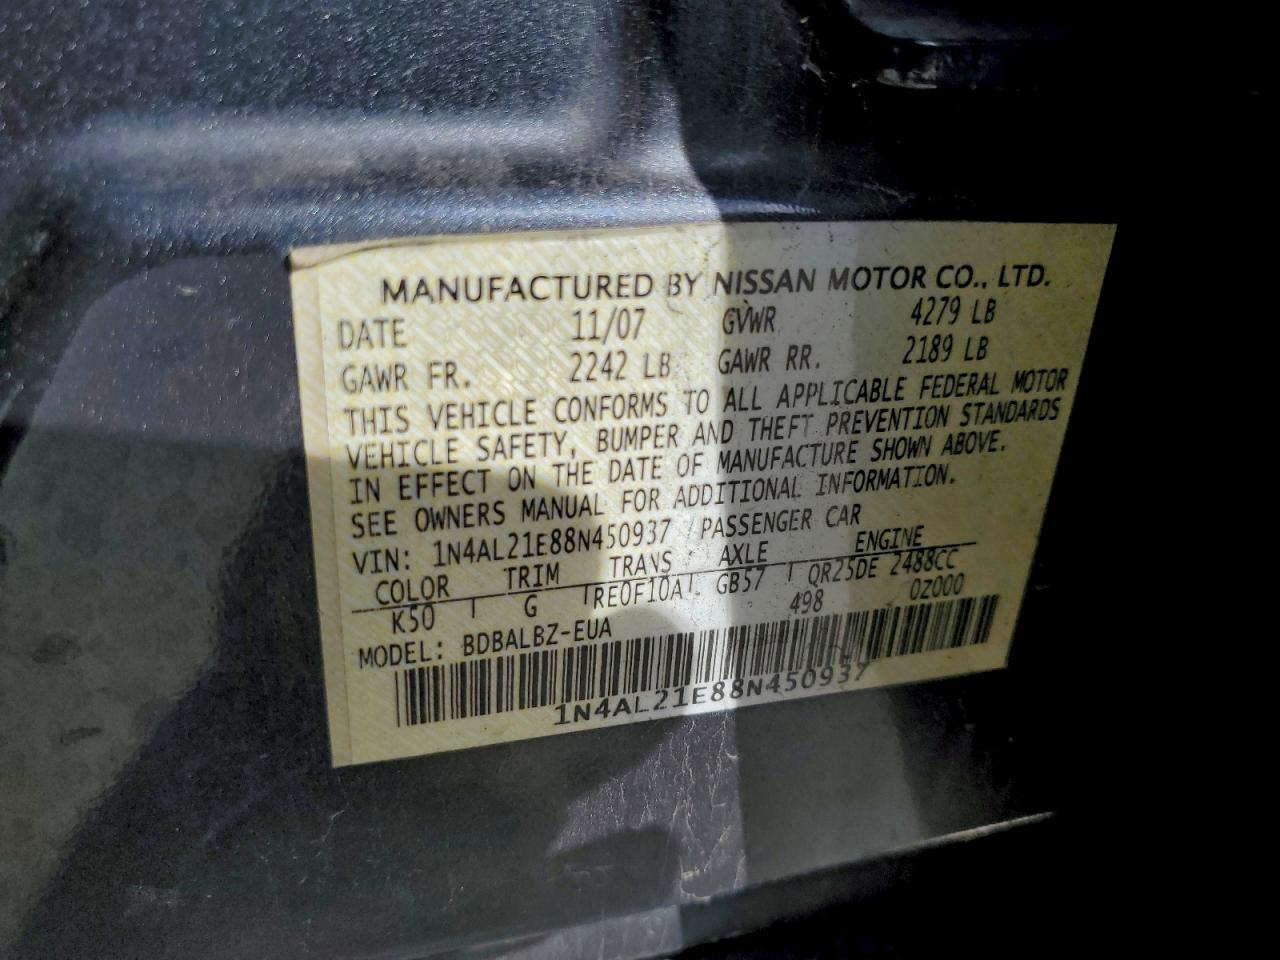 MANUFACTURED BY NISSAN MOTOR CO., LTD.
DATE 11/07 GVWR 4279 LB
GAWR FR. 2242 LB GAWR RR. 2189 LB
THIS VEHICLE CONFORMS TO ALL APPLICABLE FEDERAL MOTOR
VEHICLE SAFETY, BUMPER AND THEFT PREVENTION STANDARDS
IN EFFECT ON THE DATE OF MANUFACTURE SHOWN ABOVE.
SEE OWNERS MANUAL FOR ADDITIONAL INFORMATION.
VIN: 1N4AL21E88N450937 PASSENGER CAR
COLOR TRIM TRANS AXLE ENGINE
K50 G RE0F10A GB57 QR25DE 2488CC
MODEL: BDBALBZ-EUA 498 02000
1N4AL21E88N450937